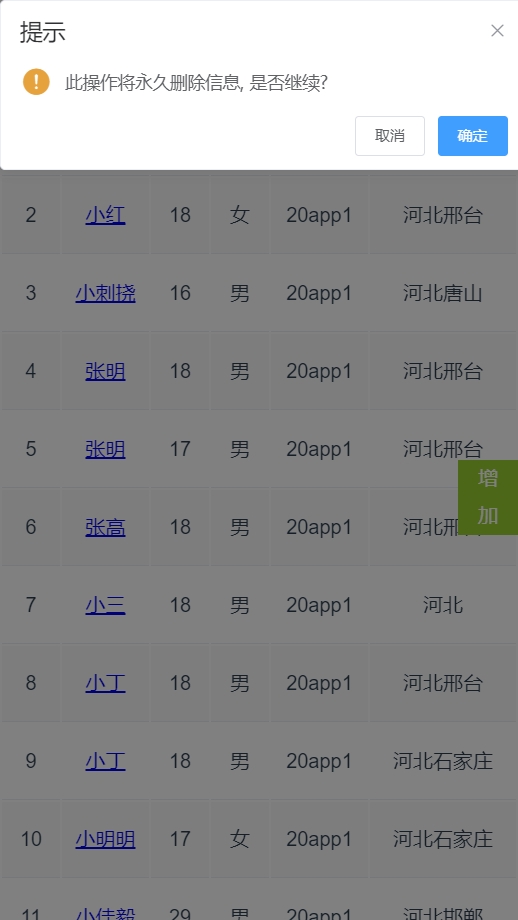 提示
此操作将永久删除信息, 是否继续?
取消 确定
2 小红 18 女 20app1 河北邢台
3 小刺挠 16 男 20app1 河北唐山
4 张明 18 男 20app1 河北邢台
5 张明 17 男 20app1 河北邢台
增
加
6 张高 18 男 20app1 河北邢
7 小三 18 男 20app1 河北
8 小丁 18 男 20app1 河北邢台
9 小丁 18 男 20app1 河北石家庄
10 小明明 17 女 20app1 河北石家庄
11 小佳毅 29 男 20app1 河北邯郸